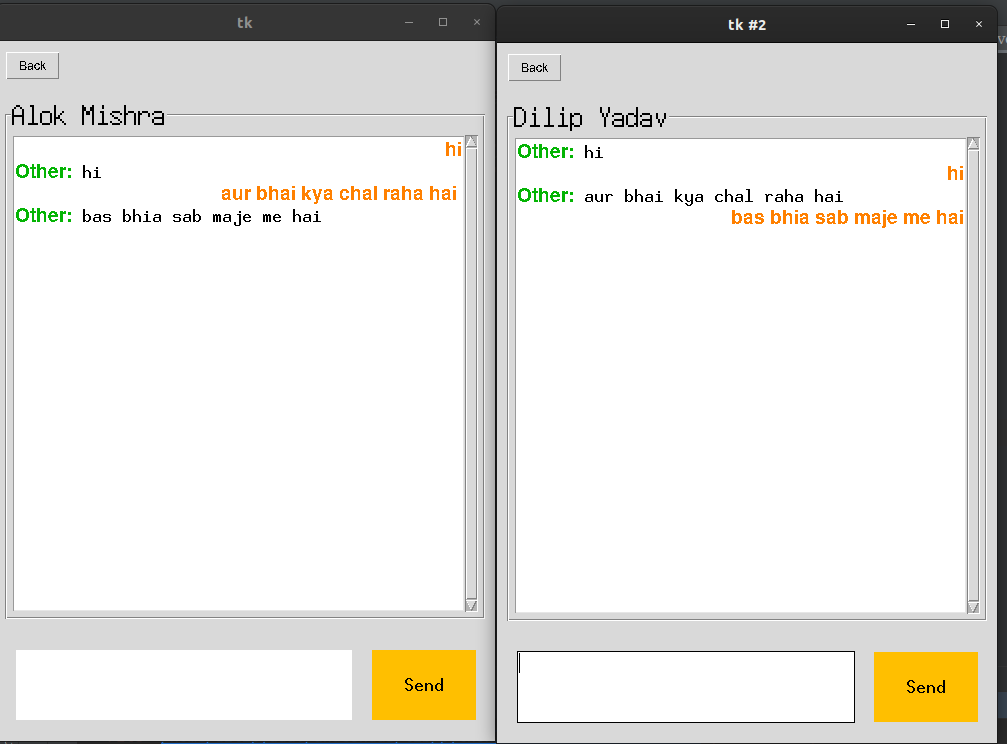 tk
Back
Alok Mishra
hi
Other: hi
aur bhai kya chal raha hai
Other: bas bhia sab maje me hai
Send
tk #2
Back
Dilip Yadav
Other: hi
hi
Other: aur bhai kya chal raha hai
bas bhia sab maje me hai
Send